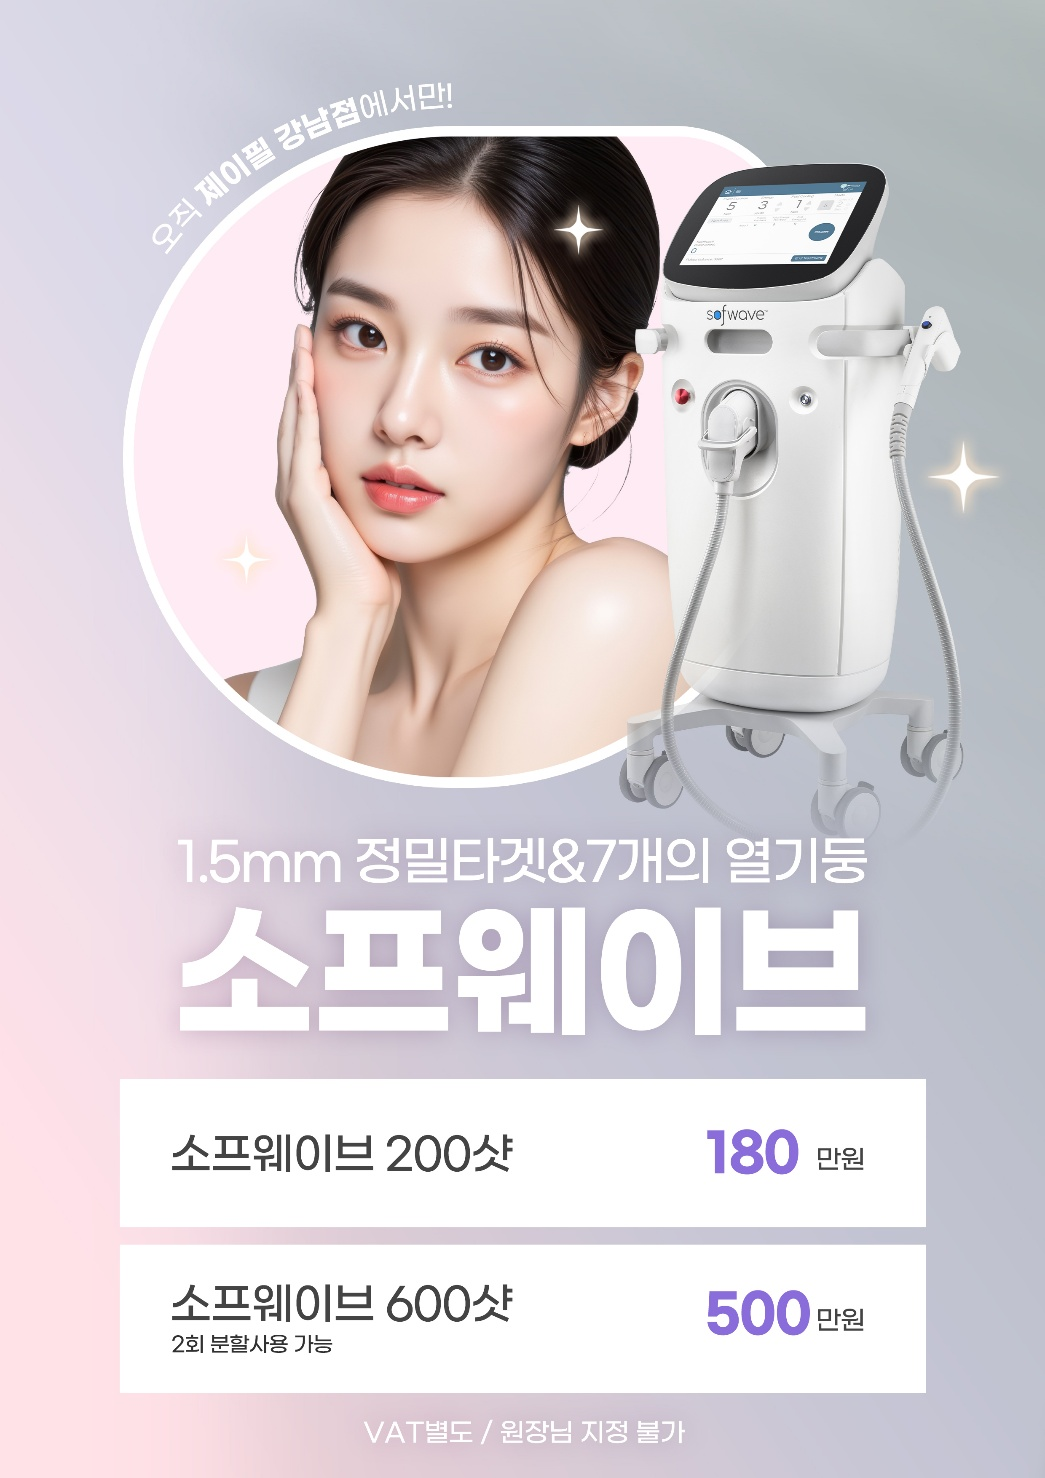 오직 제이필 강남점에서만!
5 3 1
sofwave
1.5mm 정밀타겟&7개의 열기둥
소프웨이브
소프웨이브 200샷 180 만원
소프웨이브 600샷 500 만원
2회 분할사용 가능
VAT별도 / 원장님 지정 불가